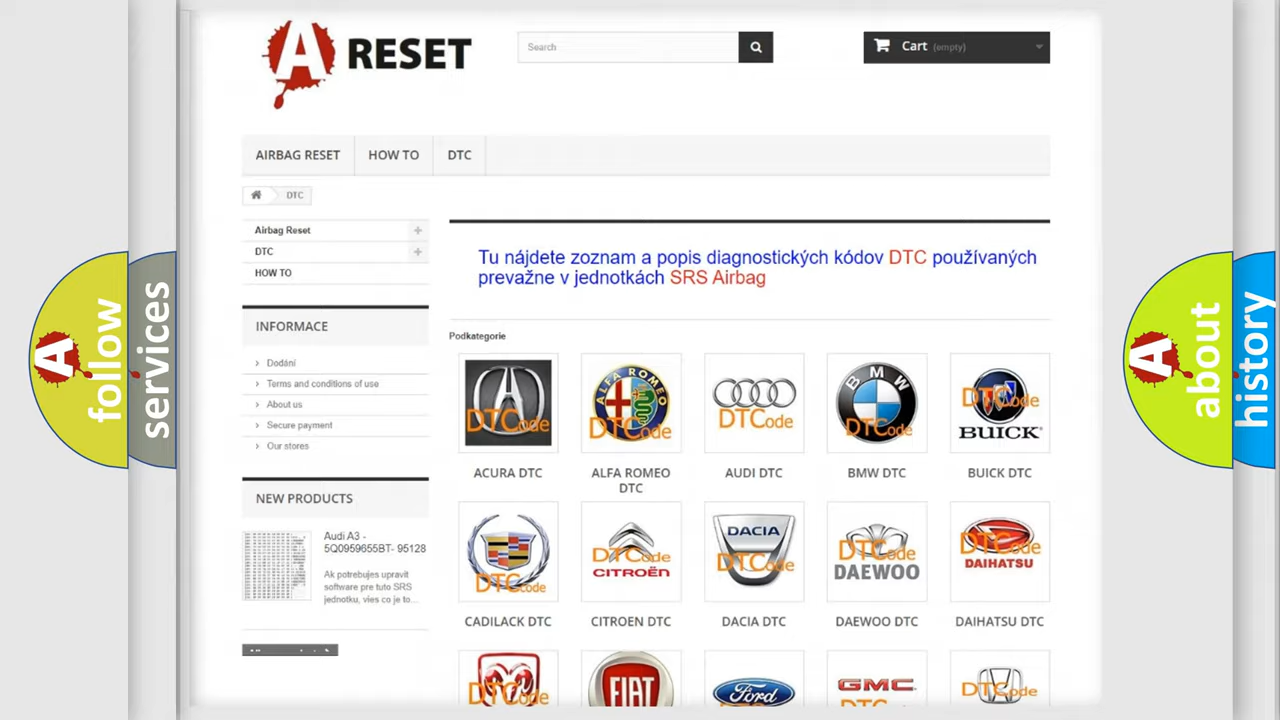 A RESET
Search
Cart (empty)
AIRBAG RESET
HOW TO
DTC
DTC
Airbag Reset
DTC
HOW TO
INFORMACE
Dodání
Terms and conditions of use
About us
Secure payment
Our stores
NEW PRODUCTS
Audi A3 -
5Q0959655BT- 95128
Ak potrebujes upravit
software pre tuto SRS
jednotku, vies co je to...
Tu nájdete zoznam a popis diagnostických kódov DTC používaných
prevažne v jednotkách SRS Airbag
Podkategorie
DTCode
ALFA ROMEO
DTCode
DTCode
BMW
DTCode
DTCode
BUICK
ACURA DTC
ALFA ROMEO
DTC
AUDI DTC
BMW DTC
BUICK DTC
DTCode
DTCode
CITROËN
DACIA
DTCode
DTCode
DAEWOO
DTCode
DAIHATSU
CADILACK DTC
CITROEN DTC
DACIA DTC
DAEWOO DTC
DAIHATSU DTC
DTCode
FIAT
Ford
GMC
DTCode
A follow
services
A about
history